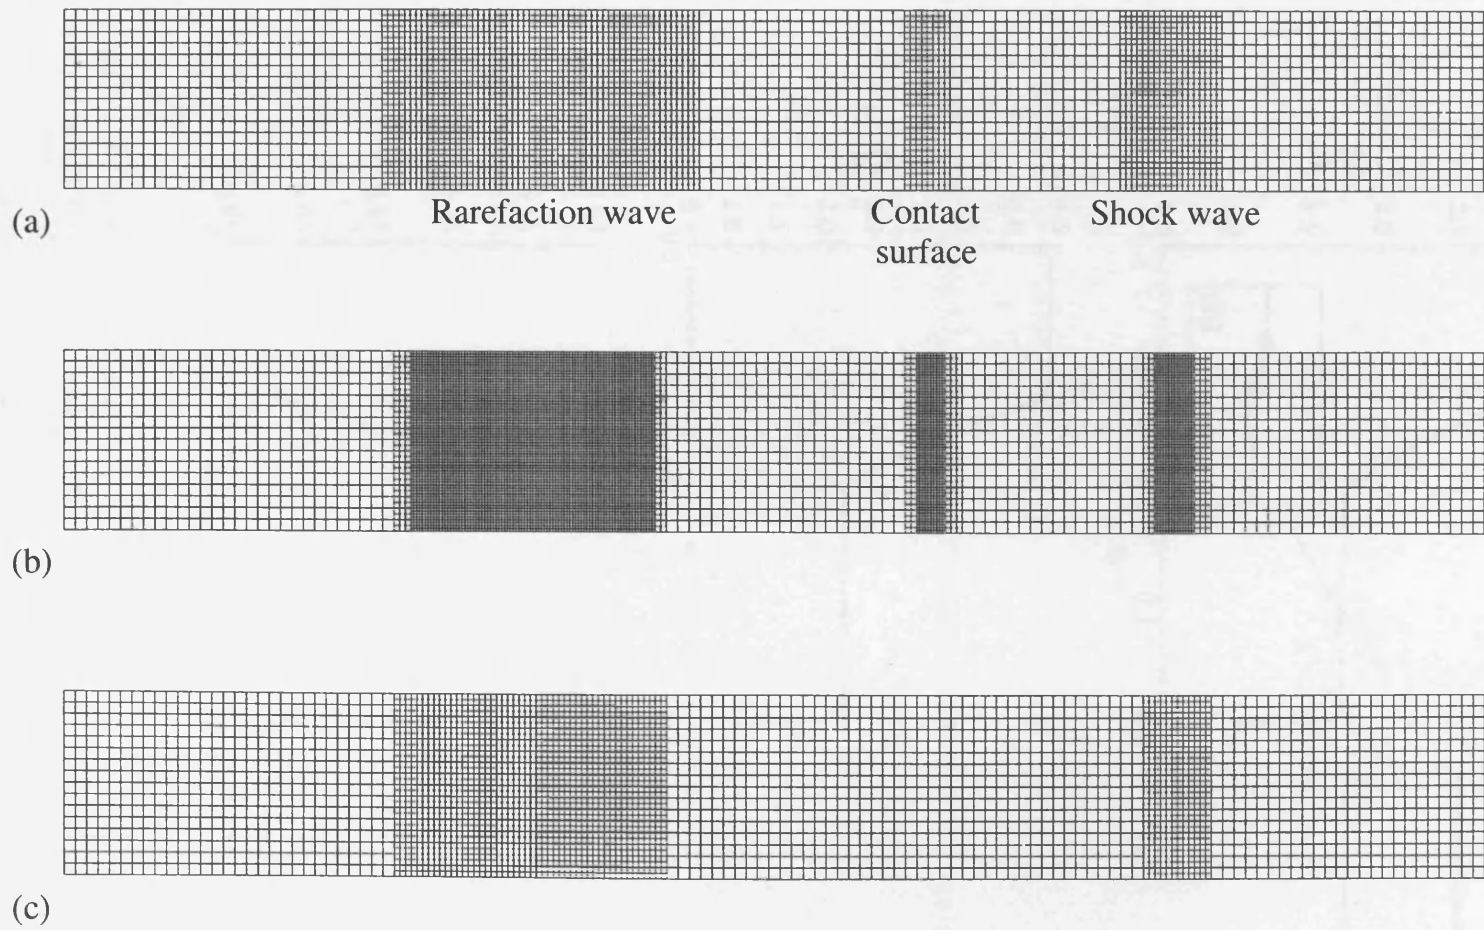 (a)
Rarefaction wave
Contact
surface
Shock wave
(b)
(c)